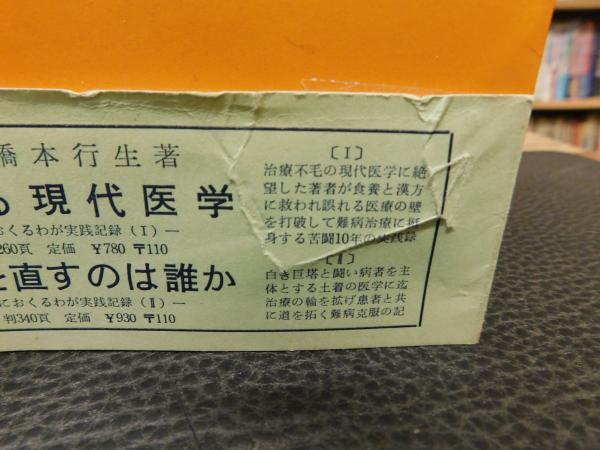 橋本行生著
る現代医学
おくるわが実践記録(Ⅰ)―
260頁 定価 ¥780 〒110
を直すのは誰か
におくるわが実践記録(Ⅱ)―
判340頁 定価 ¥930 〒110
〔Ⅰ〕
治療不毛の現代医学に絶
望した著者が食養と漢方
に救われ誤れる医療の壁
を打破して難病治療に挺
身する苦闘10年の実践録
〔Ⅱ〕
白き巨塔と闘い病者を主
体とする土着の医学に迄
治療の輪を拡げ患者と共
に道を拓く難病克服の記